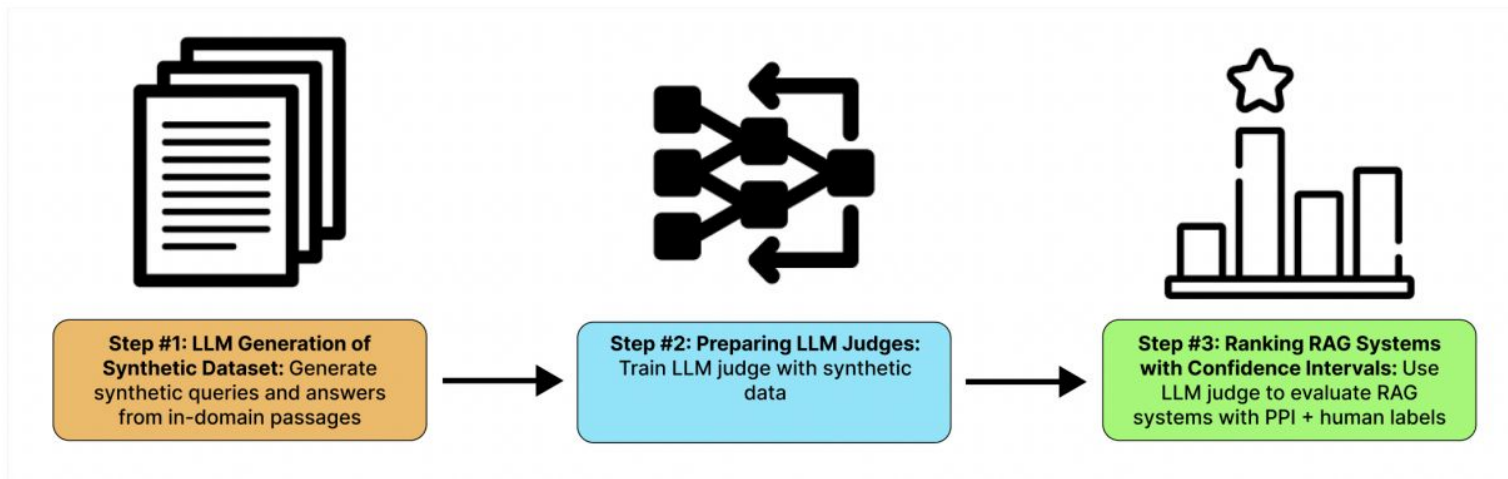 Step #1: LLM Generation of
Synthetic Dataset: Generate
synthetic queries and answers
from in-domain passages
Step #2: Preparing LLM Judges:
Train LLM judge with synthetic
data
Step #3: Ranking RAG Systems
with Confidence Intervals: Use
LLM judge to evaluate RAG
systems with PPI + human labels